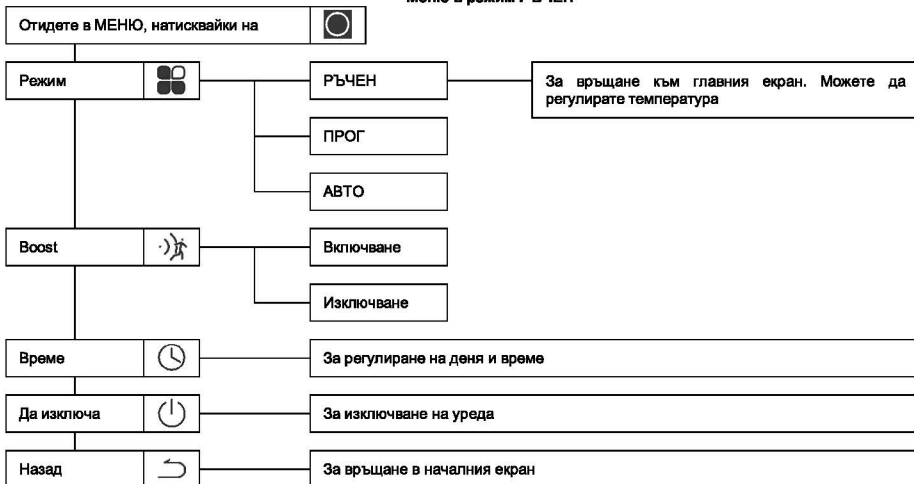 Отидете в МЕНЮ, натисквайки на
Режим
РЪЧЕН
За връщане към главния екран. Можете да
регулирате температура
ПРОГ
АВТО
Boost
Включване
Изключване
Време
За регулиране на деня и време
Да изключа
За изключване на уреда
Назад
За връщане в началния екран